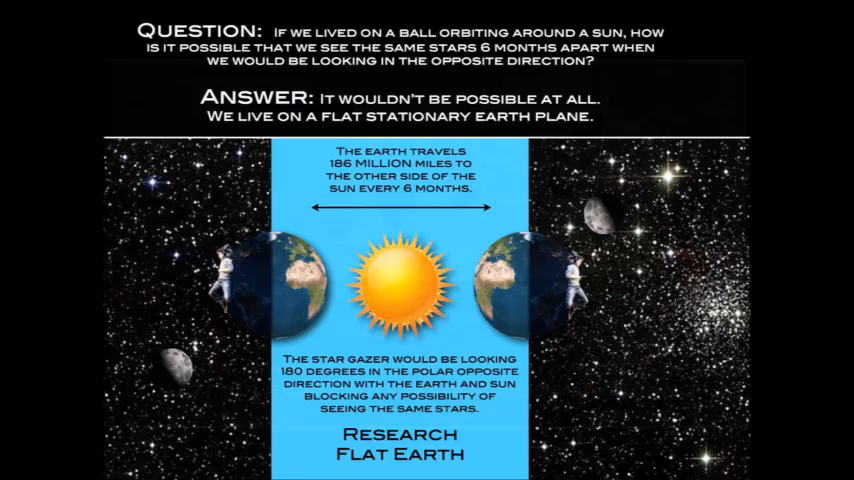 QUESTION: IF WE LIVED ON A BALL ORBITING AROUND A SUN, HOW
IS IT POSSIBLE THAT WE SEE THE SAME STARS 6 MONTHS APART WHEN
WE WOULD BE LOOKING IN THE OPPOSITE DIRECTION?
ANSWER: IT WOULDN'T BE POSSIBLE AT ALL.
WE LIVE ON A FLAT STATIONARY EARTH PLANE.
THE EARTH TRAVELS
186 MILLION MILES TO
THE OTHER SIDE OF THE
SUN EVERY 6 MONTHS.
THE STAR GAZER WOULD BE LOOKING
180 DEGREES IN THE POLAR OPPOSITE
DIRECTION WITH THE EARTH AND SUN
BLOCKING ANY POSSIBILITY OF
SEEING THE SAME STARS.
RESEARCH
FLAT EARTH